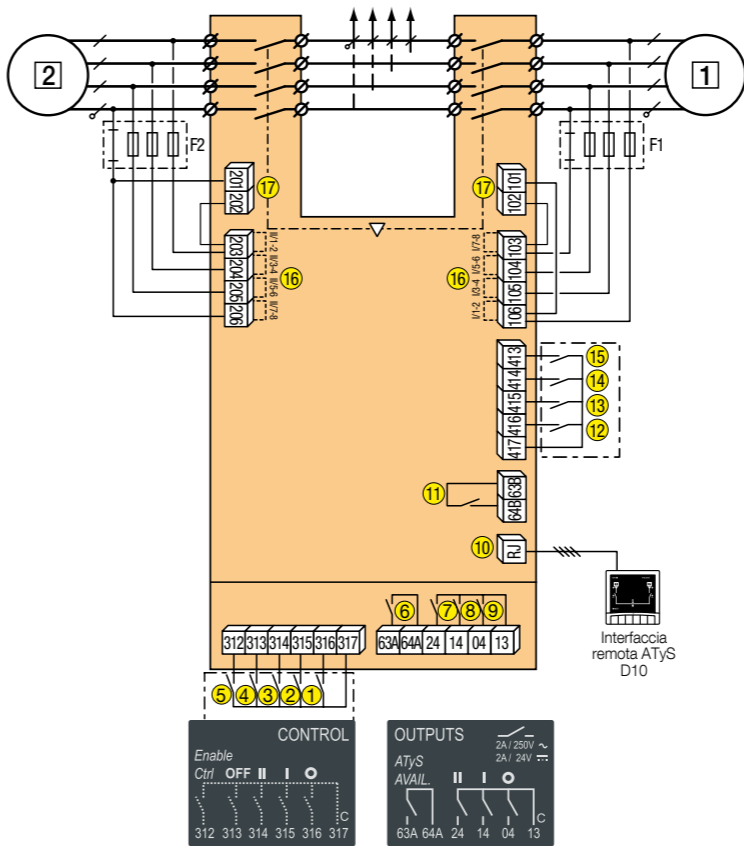 2
1
F2
F1
201
202
17
17
101
102
203
204
205
206
II/1-2
II/3-4
II/5-6
II/7-8
16
16
I/7-8
I/5-6
I/3-4
I/1-2
103
104
105
106
413
414
415
416
417
15
14
13
12
11
63B
64B
10
RJ
Interfaccia
remota ATyS
D10
6
7
8
9
312
313
314
315
316
317
63A
64A
24
14
04
13
5
4
3
2
1
CONTROL
Enable
Ctrl OFF II I O
C
312 313 314 315 316 317
OUTPUTS
2A / 250V ~
2A / 24V ⎓
ATyS
AVAIL. II I O
C
63A 64A 24 14 04 13